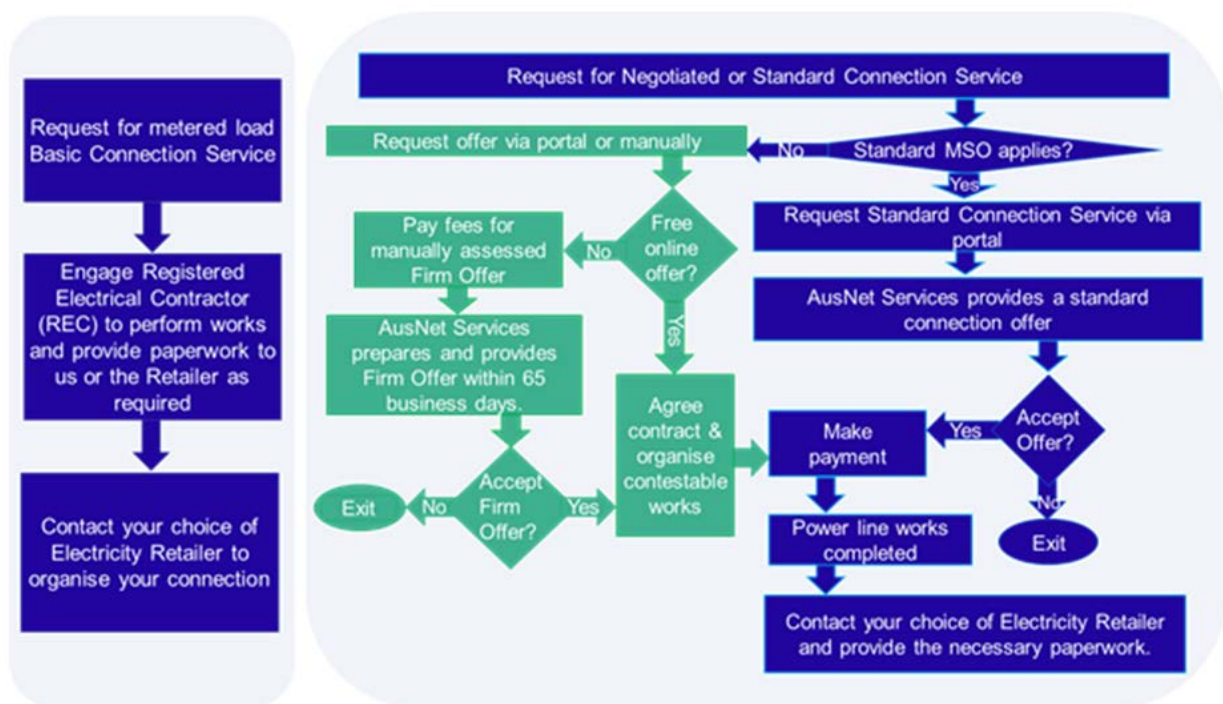 Request for metered load
Basic Connection Service
Engage Registered
Electrical Contractor
(REC) to perform works
and provide paperwork to
us or the Retailer as
required
Contact your choice of
Electricity Retailer to
organise your connection
Request for Negotiated or Standard Connection Service
Standard MSO applies?
No
Yes
Request offer via portal or manually
Free
online
offer?
No
Yes
Pay fees for
manually assessed
Firm Offer
AusNet Services
prepares and provides
Firm Offer within 65
business days.
Accept
Firm
Offer?
No
Exit
Yes
Agree
contract &
organise
contestable
works
Request Standard Connection Service via
portal
AusNet Services provides a standard
connection offer
Accept
Offer?
Yes
No
Exit
Make
payment
Power line works
completed
Contact your choice of Electricity Retailer
and provide the necessary paperwork.